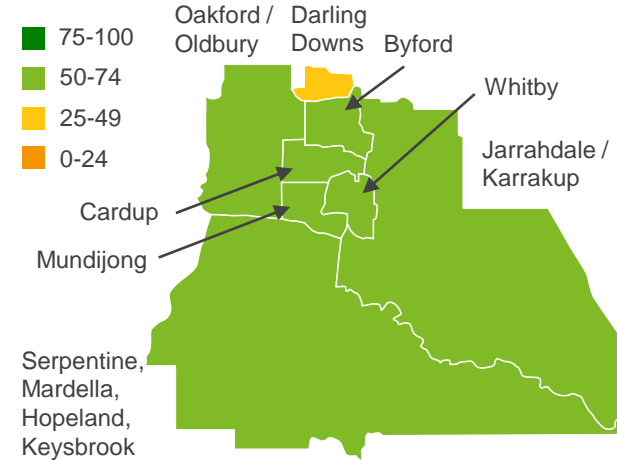 75-100
50-74
25-49
0-24
Oakford /
Oldbury
Darling
Downs
Byford
Whitby
Jarrahdale /
Karrakup
Cardup
Mundijong
Serpentine,
Mardella,
Hopeland,
Keysbrook